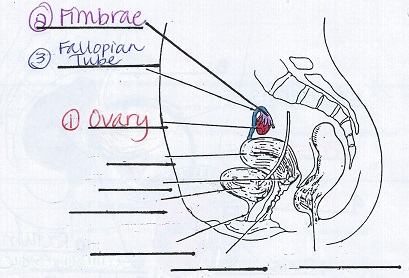 ② Fimbrae
③ Fallopian
Tube
① Ovary